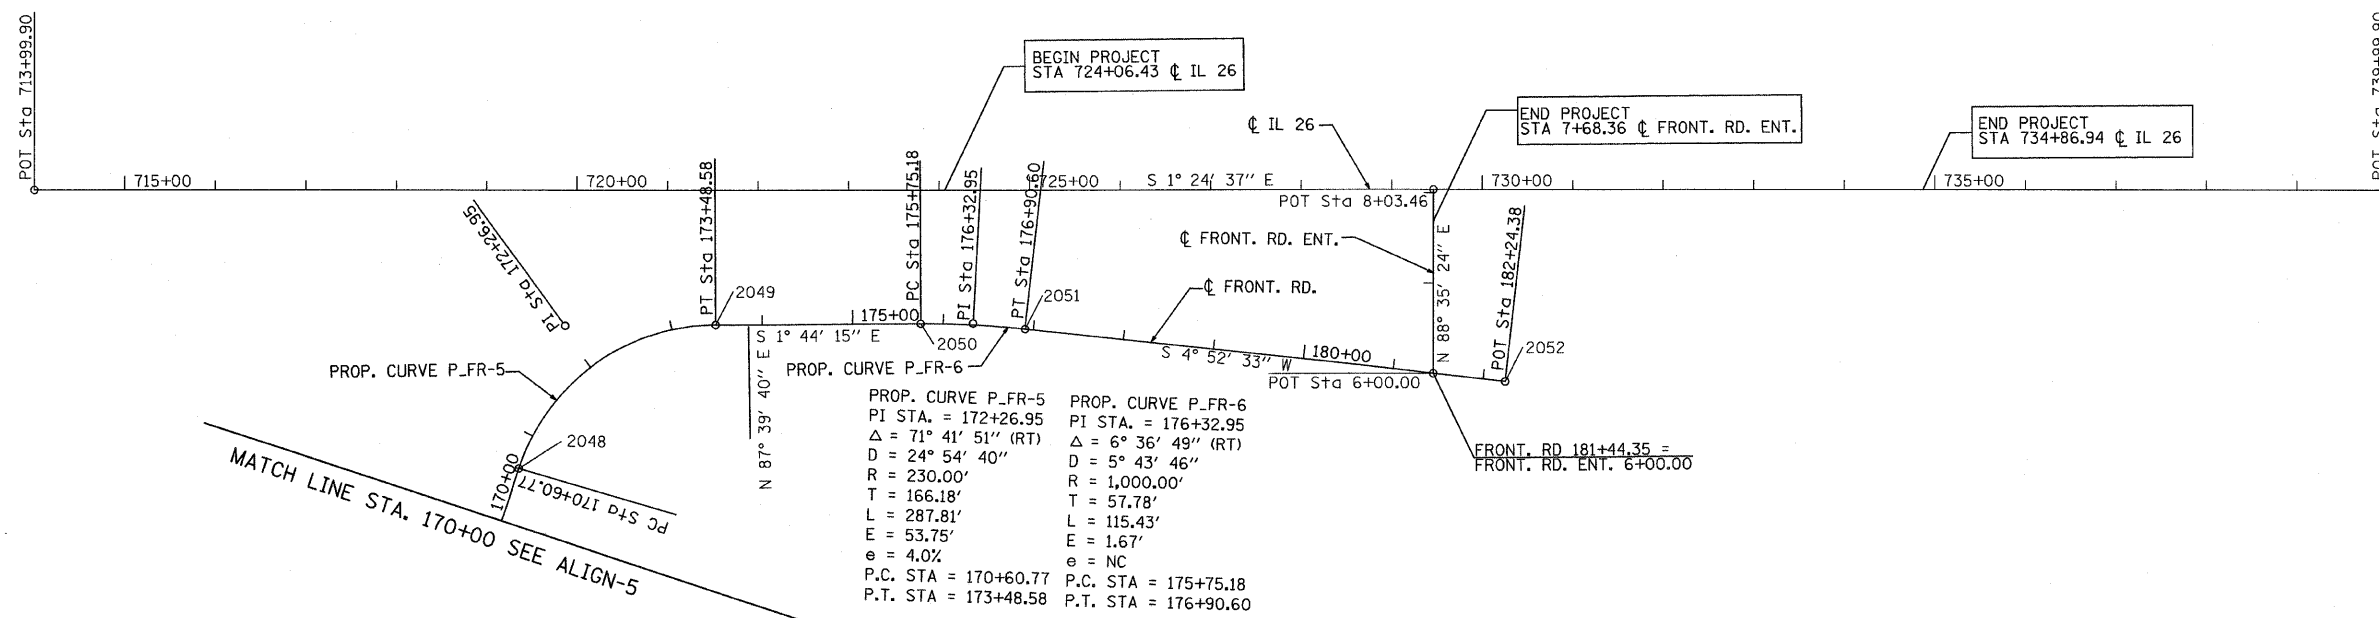 POT Sta 713+99.90
BEGIN PROJECT
STA 724+06.43 ℄ IL 26
END PROJECT
STA 7+68.36 ℄ FRONT. RD. ENT.
END PROJECT
STA 734+86.94 ℄ IL 26
POT Sta 739+99.90
℄ IL 26
715+00
720+00
725+00
S 1° 24' 37'' E
730+00
735+00
PI Sta 172+26.95
PT Sta 173+48.58
PC Sta 175+75.18
PI Sta 176+32.95
PT Sta 176+90.60
POT Sta 8+03.46
℄ FRONT. RD. ENT.
N 88° 35' 24'' E
POT Sta 182+24.38
2049
2051
℄ FRONT. RD.
175+00
S 1° 44' 15'' E
2050
S 4° 52' 33'' W
180+00
2052
POT Sta 6+00.00
PROP. CURVE P_FR-5
N 87° 39' 40'' E
PROP. CURVE P_FR-6
2048
170+00
PC Sta 170+60.77
MATCH LINE STA. 170+00 SEE ALIGN-5
PROP. CURVE P_FR-5
PI STA. = 172+26.95
Δ = 71° 41' 51'' (RT)
D = 24° 54' 40''
R = 230.00'
T = 166.18'
L = 287.81'
E = 53.75'
e = 4.0%
P.C. STA = 170+60.77
P.T. STA = 173+48.58
PROP. CURVE P_FR-6
PI STA. = 176+32.95
Δ = 6° 36' 49'' (RT)
D = 5° 43' 46''
R = 1,000.00'
T = 57.78'
L = 115.43'
E = 1.67'
e = NC
P.C. STA = 175+75.18
P.T. STA = 176+90.60
FRONT. RD 181+44.35 =
FRONT. RD. ENT. 6+00.00